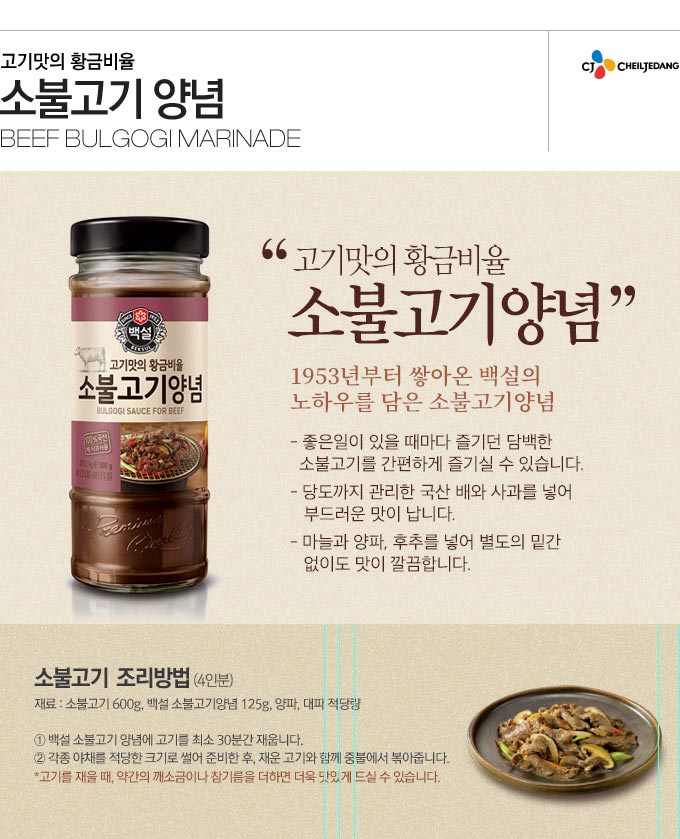 고기맛의 황금비율
소불고기 양념
BEEF BULGOGI MARINADE
CJ CHEILJEDANG
“고기맛의 황금비율
소불고기양념”
1953년부터 쌓아온 백설의
노하우를 담은 소불고기양념
- 좋은일이 있을 때마다 즐기던 담백한
소불고기를 간편하게 즐기실 수 있습니다.
- 당도까지 관리한 국산 배와 사과를 넣어
부드러운 맛이 납니다.
- 마늘과 양파, 후추를 넣어 별도의 밑간
없이도 맛이 깔끔합니다.
SINCE 1953
백설
BEKSUL
고기맛의 황금비율
소불고기양념
BULGOGI SAUCE FOR BEEF
100%국산
500 g
Premium
Quality
소불고기 조리방법 (4인분)
재료 : 소불고기 600g, 백설 소불고기양념 125g, 양파, 대파 적당량
① 백설 소불고기 양념에 고기를 최소 30분간 재웁니다.
② 각종 야채를 적당한 크기로 썰어 준비한 후, 재운 고기와 함께 중불에서 볶아줍니다.
*고기를 재울 때, 약간의 깨소금이나 참기름을 더하면 더욱 맛있게 드실 수 있습니다.